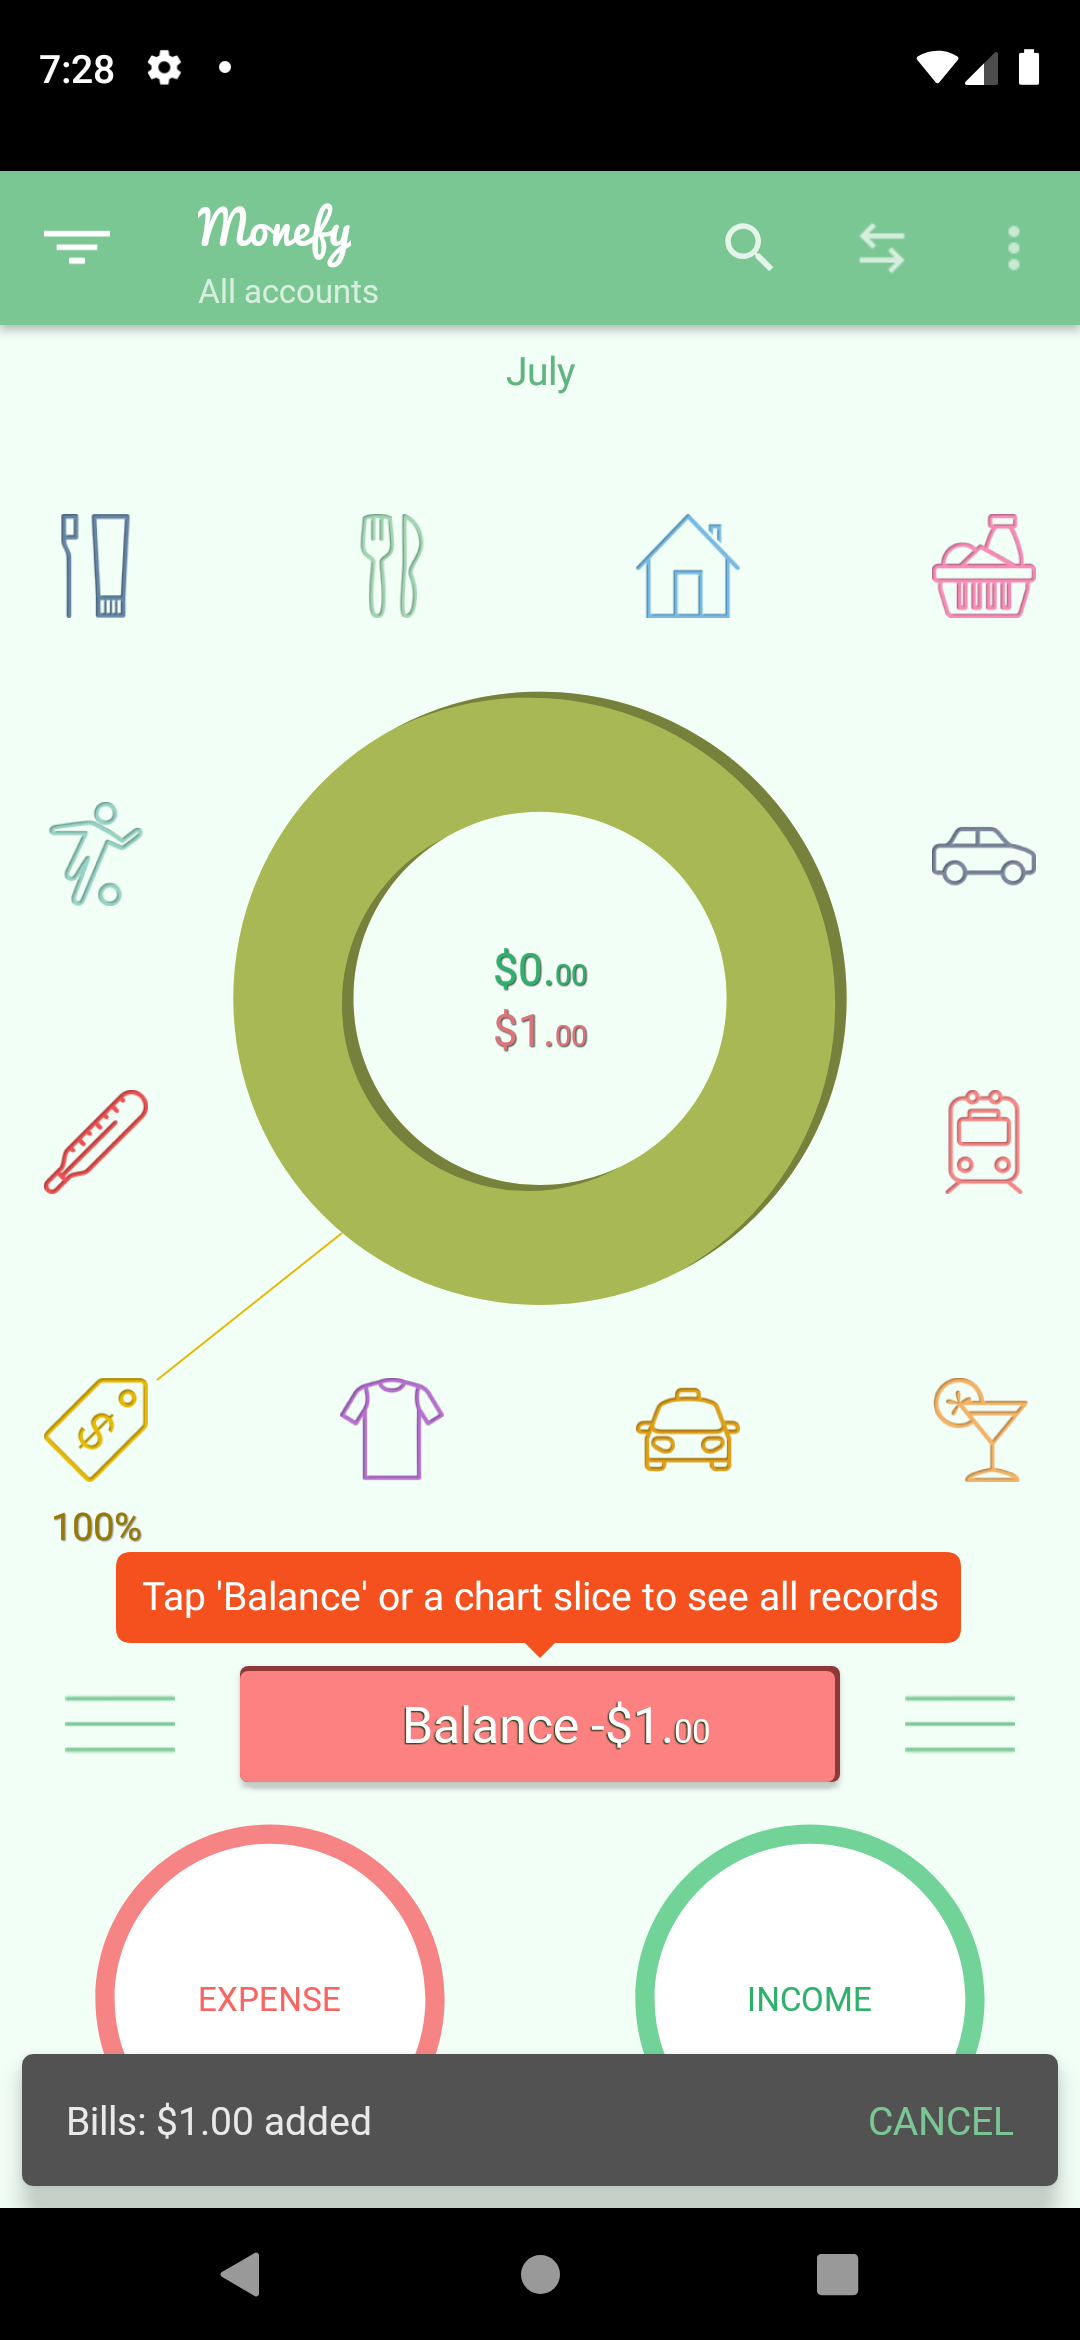 7:28
Monefy
All accounts
July
$0.00
$1.00
100%
Tap 'Balance' or a chart slice to see all records
Balance -$1.00
EXPENSE
INCOME
Bills: $1.00 added
CANCEL